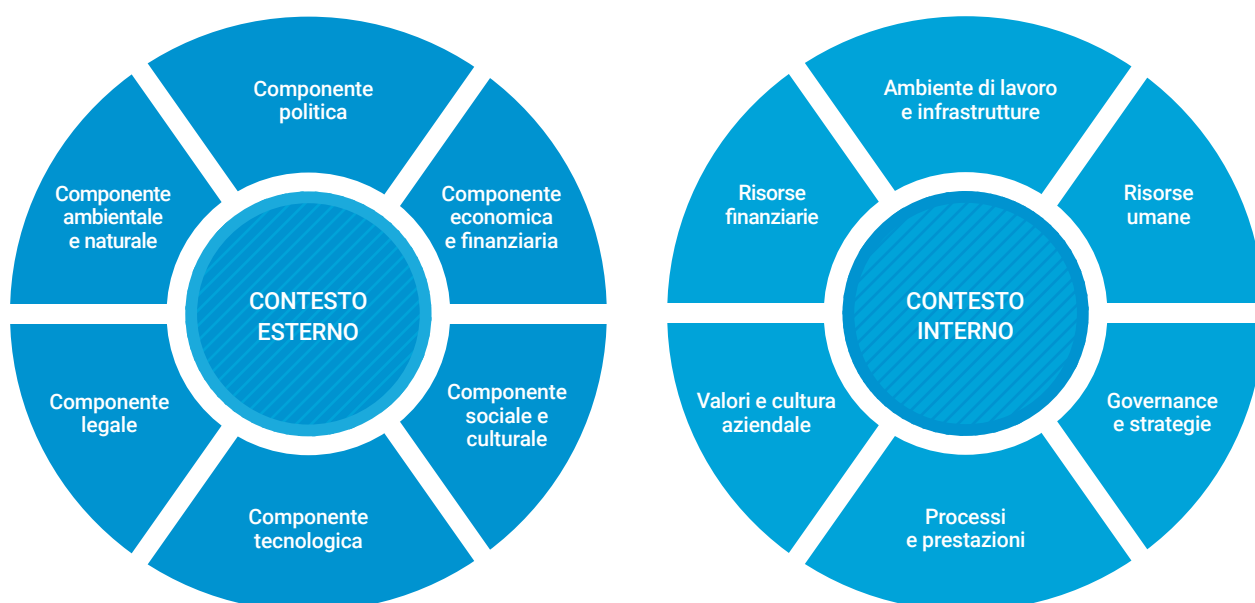 Componente
politica
Componente
economica
e finanziaria
Componente
sociale e
culturale
Componente
tecnologica
Componente
legale
Componente
ambientale
e naturale
CONTESTO
ESTERNO
Ambiente di lavoro
e infrastrutture
Risorse
umane
Governance
e strategie
Processi
e prestazioni
Valori e cultura
aziendale
Risorse
finanziarie
CONTESTO
INTERNO